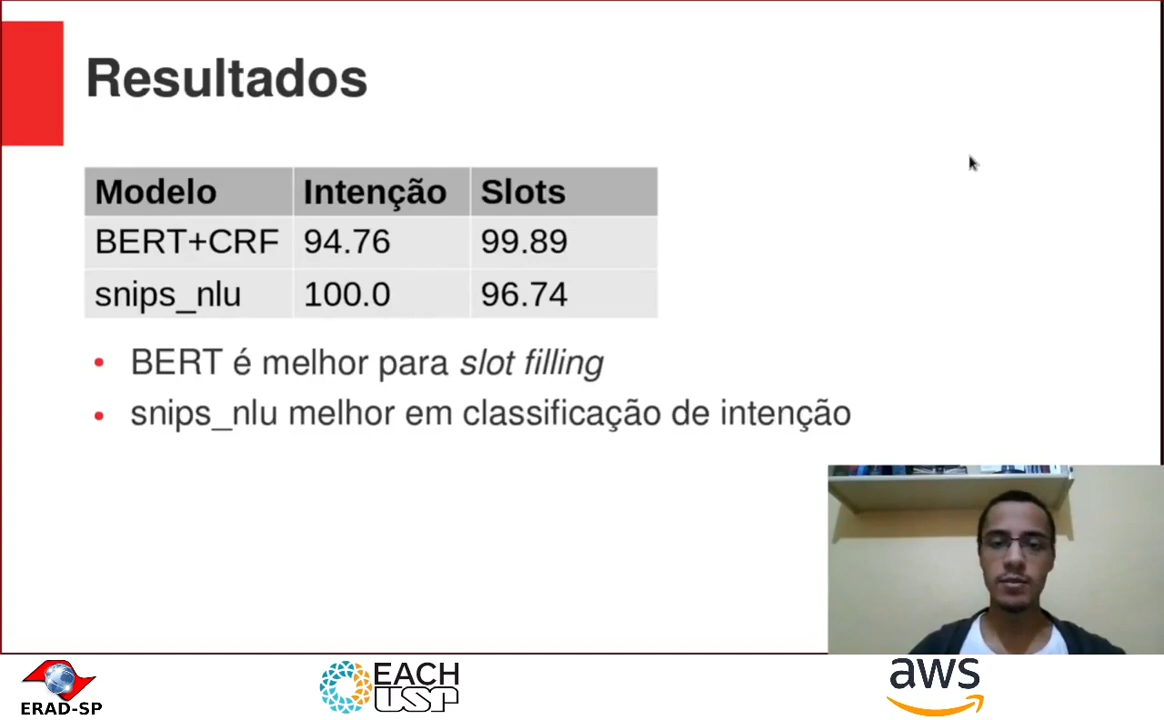 Resultados
Modelo Intenção Slots
BERT+CRF 94.76 99.89
snips_nlu 100.0 96.74
• BERT é melhor para slot filling
• snips_nlu melhor em classificação de intenção
ERAD-SP
EACH
USP
aws